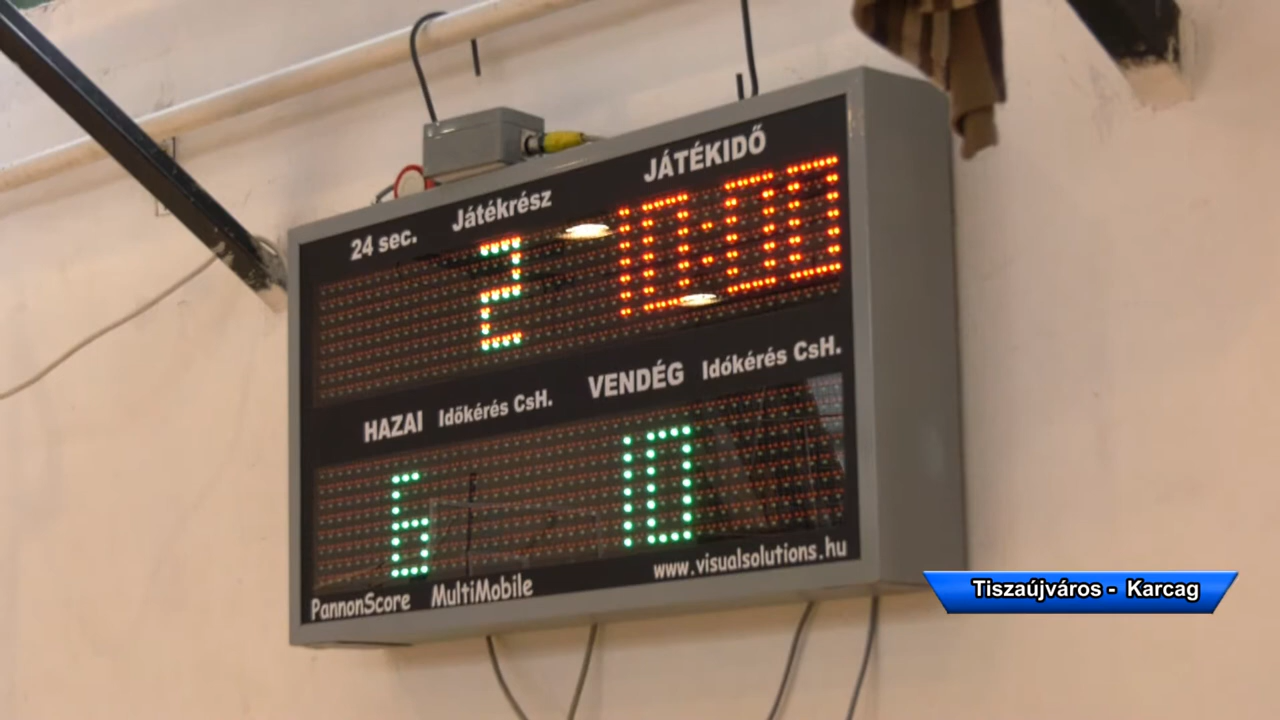 JÁTÉKIDŐ
24 sec. Játékrész
2 10:00
HAZAI Időkérés CsH. VENDÉG Időkérés CsH.
6 10
PannonScore MultiMobile www.visualsolutions.hu
Tiszaújváros - Karcag